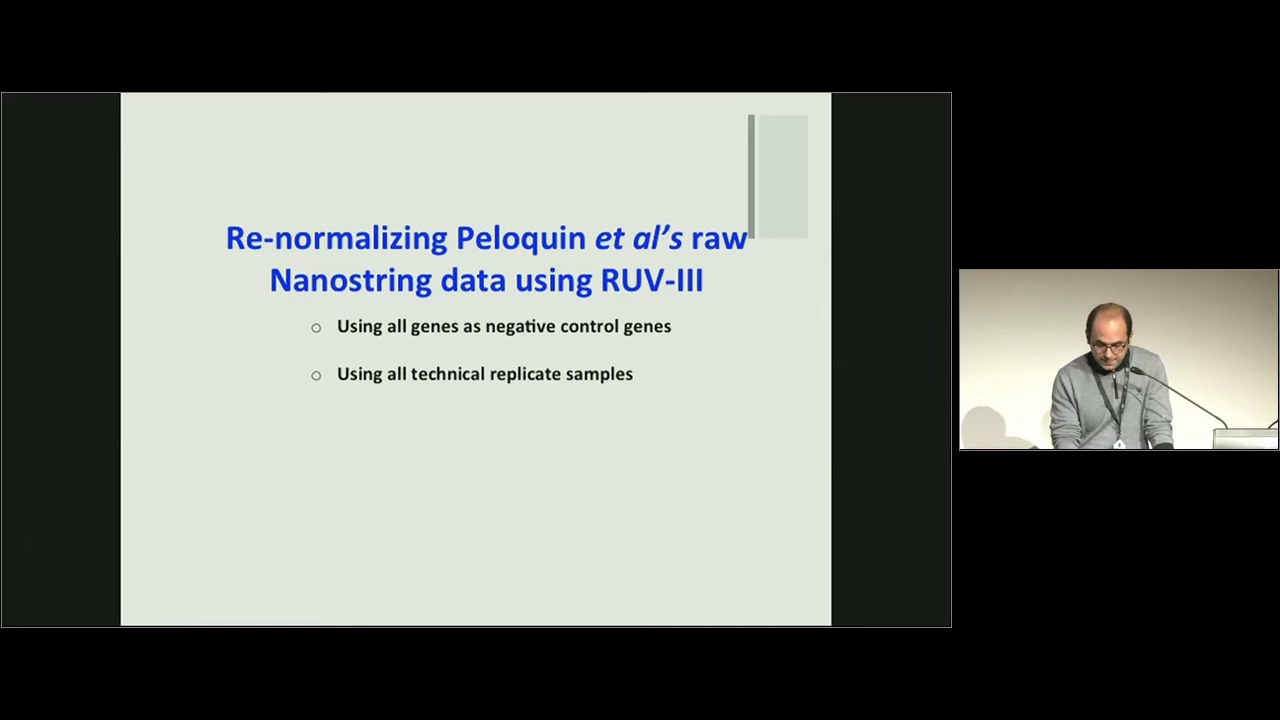 Re-normalizing Peloquin et al’s raw
Nanostring data using RUV-III
○ Using all genes as negative control genes
○ Using all technical replicate samples